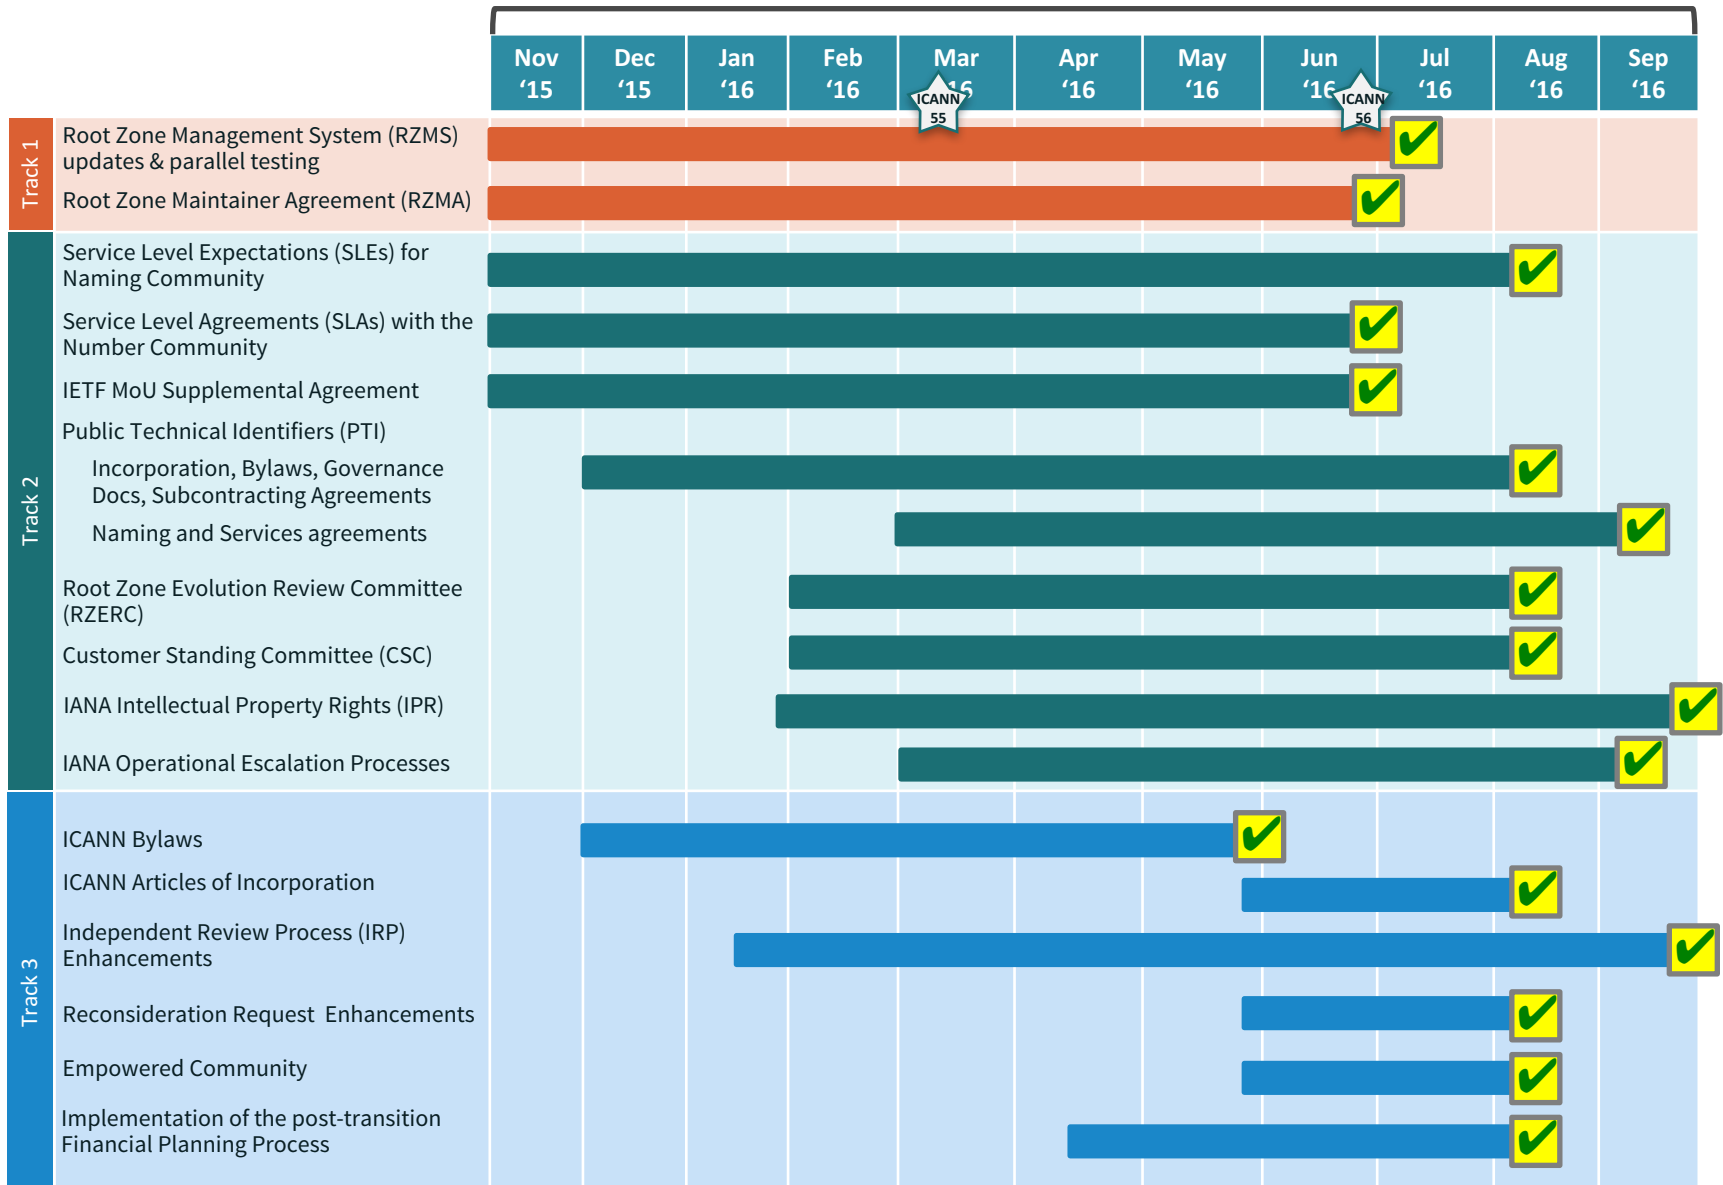 Nov Dec Jan Feb Mar Apr May Jun Jul Aug Sep
‘15 ‘15 ‘16 ‘16 16 ‘16 ‘16 ‘16 ‘16 ‘16 ‘16
ICANN
55
ICANN
56
Track 1
Root Zone Management System (RZMS)
updates & parallel testing
Root Zone Maintainer Agreement (RZMA)
Track 2
Service Level Expectations (SLEs) for
Naming Community
Service Level Agreements (SLAs) with the
Number Community
IETF MoU Supplemental Agreement
Public Technical Identifiers (PTI)
Incorporation, Bylaws, Governance
Docs, Subcontracting Agreements
Naming and Services agreements
Root Zone Evolution Review Committee
(RZERC)
Customer Standing Committee (CSC)
IANA Intellectual Property Rights (IPR)
IANA Operational Escalation Processes
Track 3
ICANN Bylaws
ICANN Articles of Incorporation
Independent Review Process (IRP)
Enhancements
Reconsideration Request Enhancements
Empowered Community
Implementation of the post-transition
Financial Planning Process